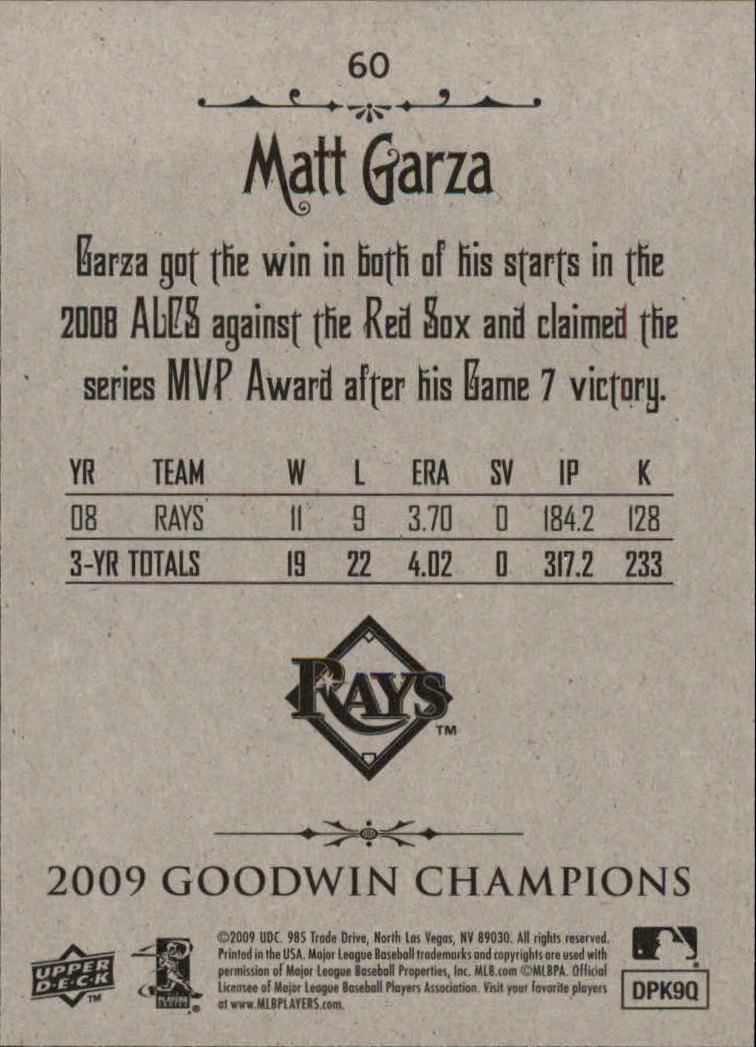 60
Matt Garza
Garza got the win in both of his starts in the
2008 ALCS against the Red Sox and claimed the
series MVP Award after his Game 7 victory.
YR TEAM W L ERA SV IP K
08 RAYS 11 9 3.70 0 184.2 128
3-YR TOTALS 19 22 4.02 0 317.2 233
RAYS TM
2009 GOODWIN CHAMPIONS
©2009 UDC. 985 Trade Drive, North Las Vegas, NV 89030. All rights reserved.
Printed in the USA. Major League Baseball trademarks and copyrights are used with
permission of Major League Baseball Properties, Inc. MLB.com ©MLBPA. Official
Licensee of Major League Baseball Players Association. Visit your favorite players
at www.MLBPLAYERS.com.
UPPER
D·E·C·K TM
PLAYERS
CHOICE ®
DPK9Q